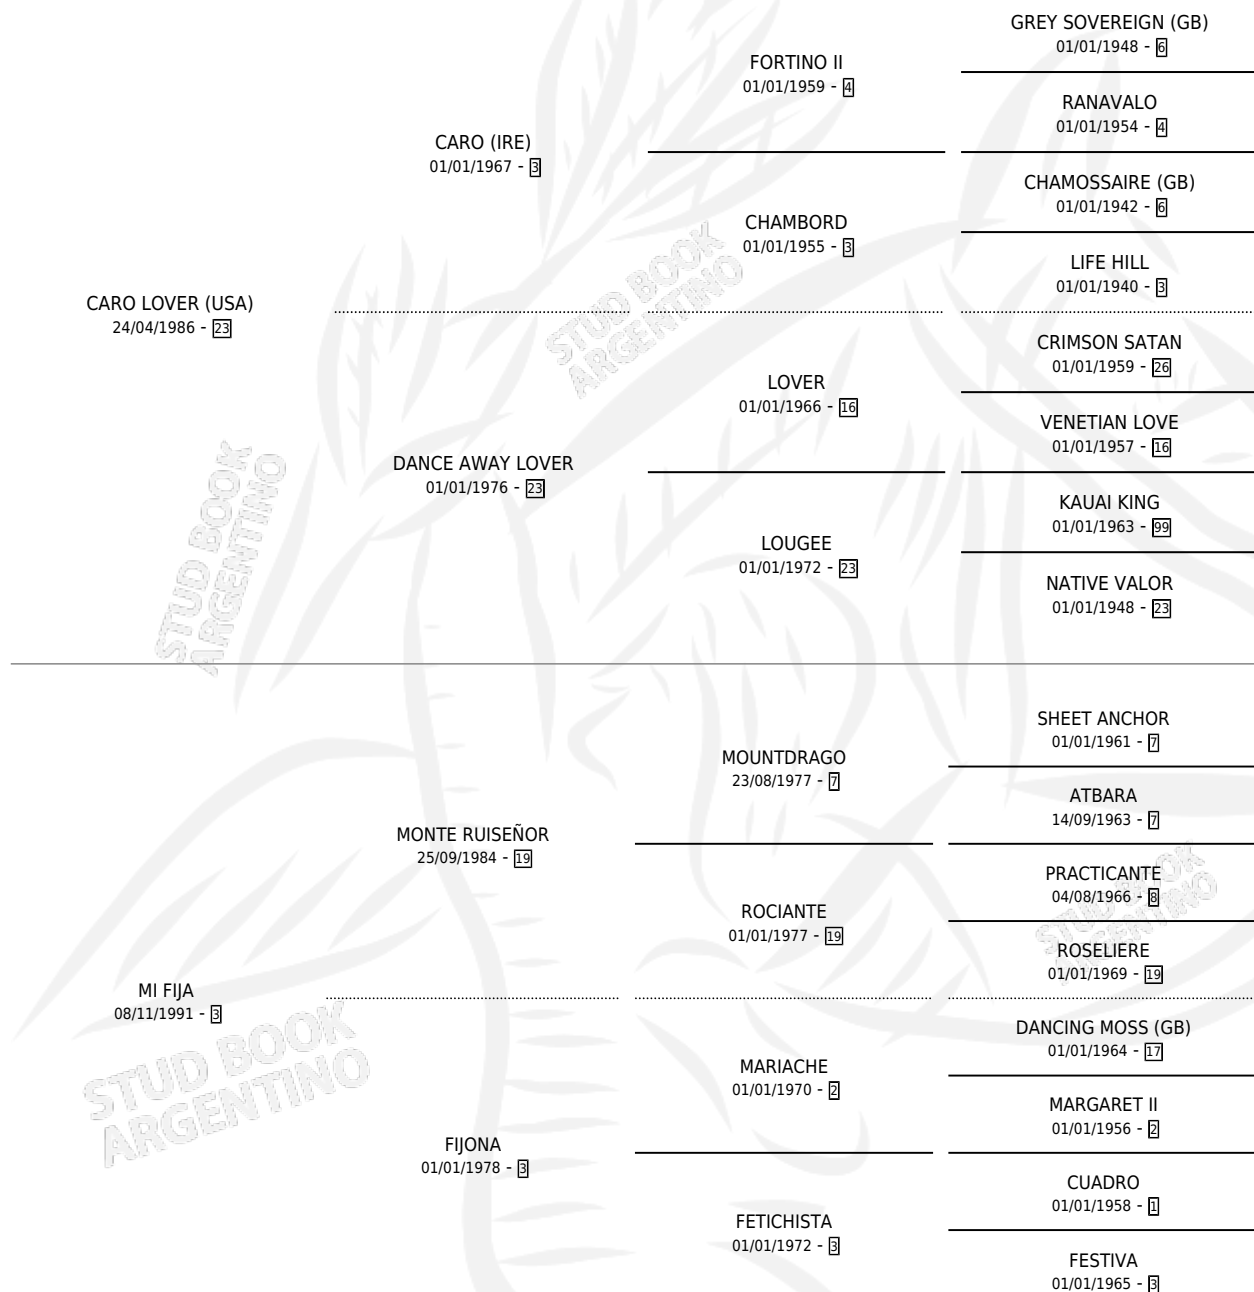 GREY SOVEREIGN (GB)
01/01/1948 - 6
FORTINO II
01/01/1959 - 4
RANAVALO
01/01/1954 - 4
CARO (IRE)
01/01/1967 - 3
CHAMOSSAIRE (GB)
01/01/1942 - 6
CHAMBORD
01/01/1955 - 3
LIFE HILL
01/01/1940 - 3
CARO LOVER (USA)
24/04/1986 - 23
CRIMSON SATAN
01/01/1959 - 26
LOVER
01/01/1966 - 16
VENETIAN LOVE
01/01/1957 - 16
DANCE AWAY LOVER
01/01/1976 - 23
KAUAI KING
01/01/1963 - 99
LOUGEE
01/01/1972 - 23
NATIVE VALOR
01/01/1948 - 23
SHEET ANCHOR
01/01/1961 - 7
MOUNTDRAGO
23/08/1977 - 7
ATBARA
14/09/1963 - 7
MONTE RUISEÑOR
25/09/1984 - 19
PRACTICANTE
04/08/1966 - 8
ROCIANTE
01/01/1977 - 19
ROSELIERE
01/01/1969 - 19
MI FIJA
08/11/1991 - 3
DANCING MOSS (GB)
01/01/1964 - 17
MARIACHE
01/01/1970 - 2
MARGARET II
01/01/1956 - 2
FIJONA
01/01/1978 - 3
CUADRO
01/01/1958 - 1
FETICHISTA
01/01/1972 - 3
FESTIVA
01/01/1965 - 3
STUD BOOK
ARGENTINO
STUD BOOK
ARGENTINO
STUD BOOK
ARGENTINO
STUD BOOK
ARGENTINO